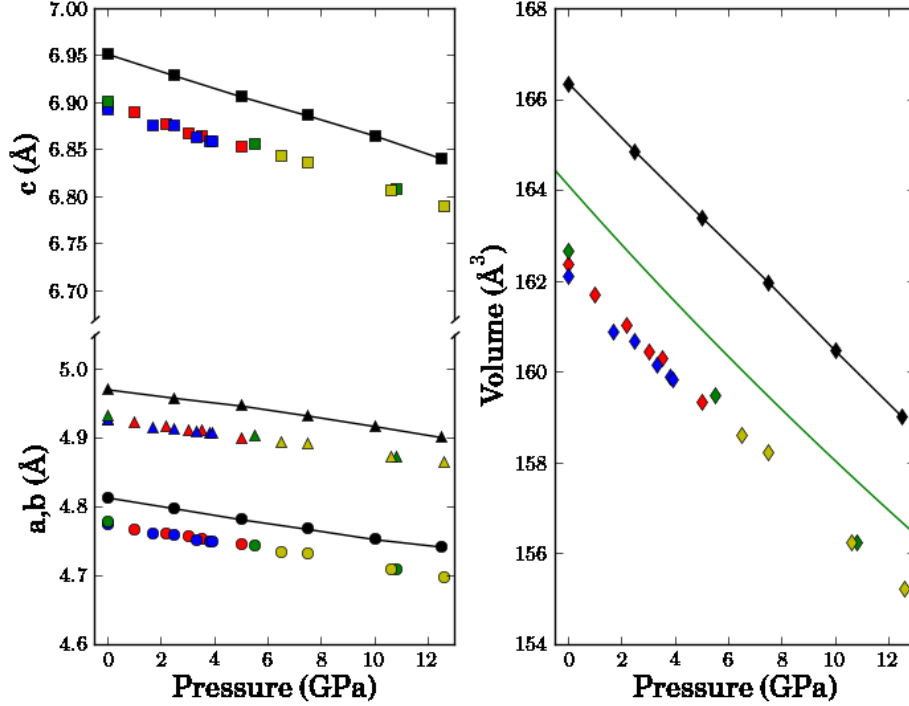 7.00
6.95
6.90
6.85
6.80
6.75
6.70
c (Å)
5.0
4.9
4.8
4.7
4.6
a,b (Å)
0 2 4 6 8 10 12
Pressure (GPa)
168
166
164
162
160
158
156
154
Volume (Å³)
0 2 4 6 8 10 12
Pressure (GPa)